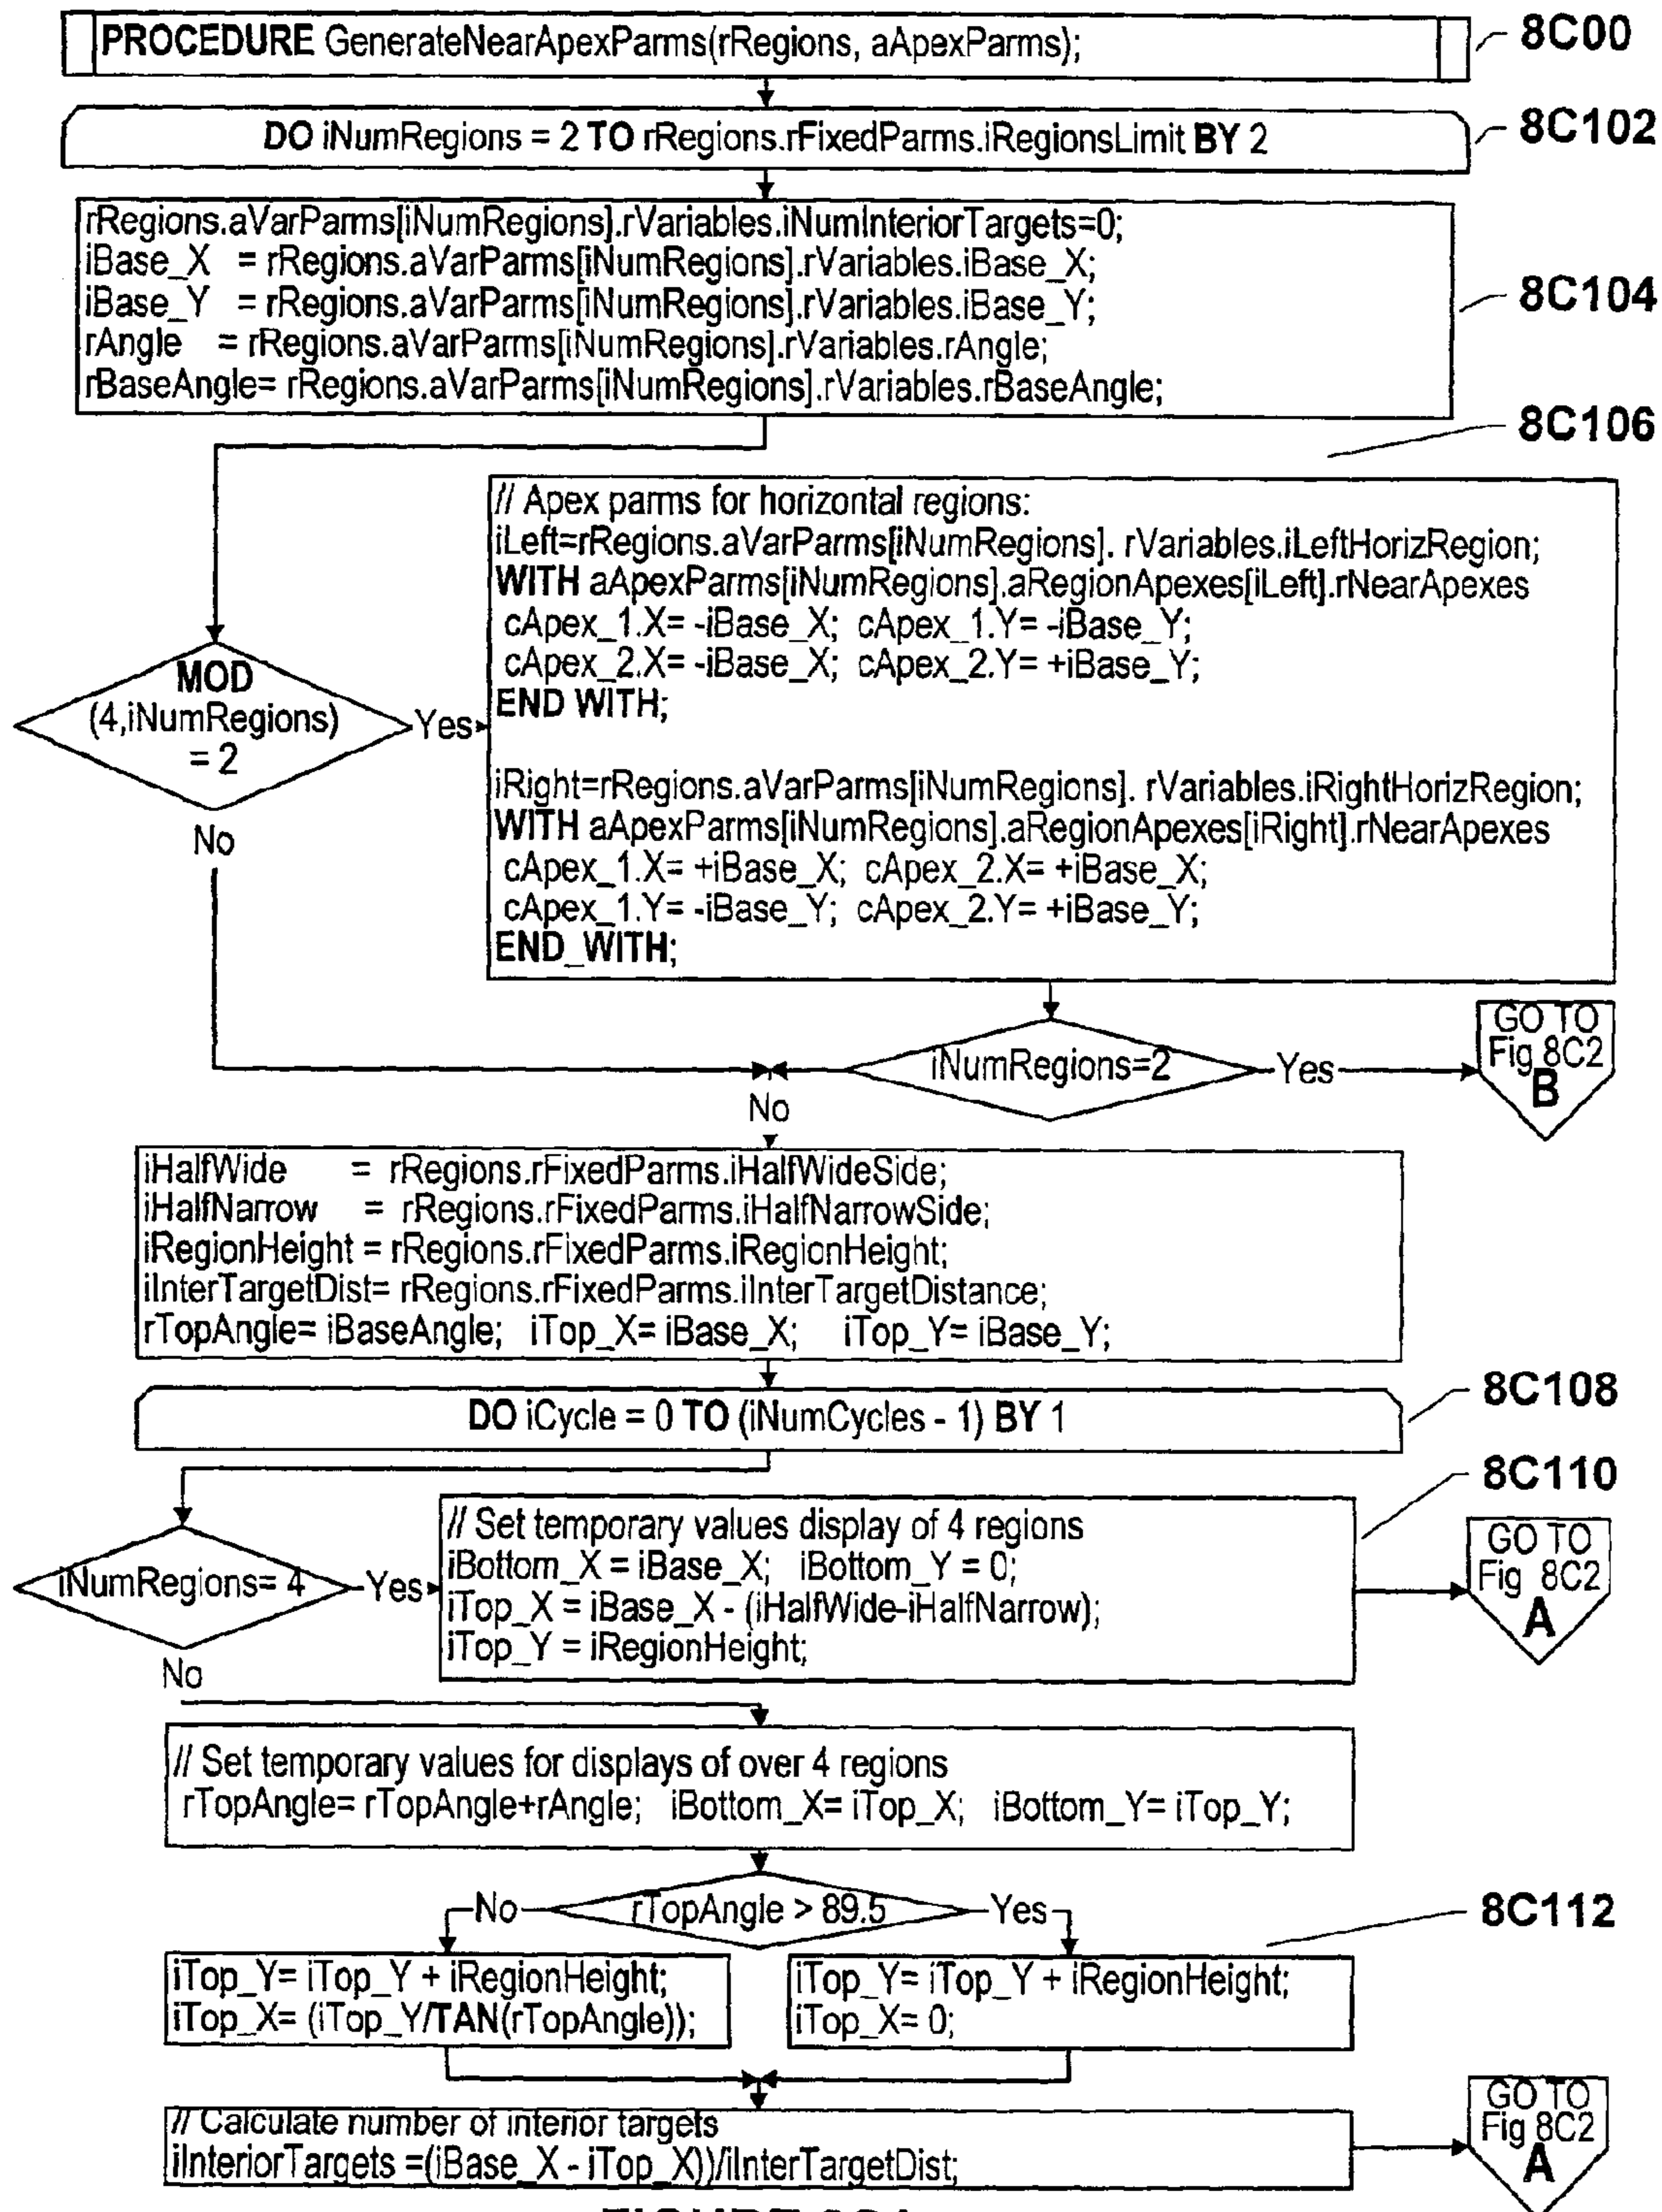 PROCEDURE GenerateNearApexParms(rRegions, aApexParms);
8C00
DO iNumRegions = 2 TO rRegions.rFixedParms.iRegionsLimit BY 2
8C102
rRegions.aVarParms[iNumRegions].rVariables.iNumInteriorTargets=0;
iBase_X = rRegions.aVarParms[iNumRegions].rVariables.iBase_X;
iBase_Y = rRegions.aVarParms[iNumRegions].rVariables.iBase_Y;
rAngle = rRegions.aVarParms[iNumRegions].rVariables.rAngle;
rBaseAngle= rRegions.aVarParms[iNumRegions].rVariables.rBaseAngle;
8C104
8C106
// Apex parms for horizontal regions:
iLeft=rRegions.aVarParms[iNumRegions]. rVariables.iLeftHorizRegion;
WITH aApexParms[iNumRegions].aRegionApexes[iLeft].rNearApexes
cApex_1.X= -iBase_X; cApex_1.Y= -iBase_Y;
cApex_2.X= -iBase_X; cApex_2.Y= +iBase_Y;
END WITH;
MOD
(4,iNumRegions)
= 2
Yes
No
iRight=rRegions.aVarParms[iNumRegions]. rVariables.iRightHorizRegion;
WITH aApexParms[iNumRegions].aRegionApexes[iRight].rNearApexes
cApex_1.X= +iBase_X; cApex_2.X= +iBase_X;
cApex_1.Y= -iBase_Y; cApex_2.Y= +iBase_Y;
END_WITH;
iNumRegions=2
Yes
GO TO
Fig 8C2
B
No
iHalfWide = rRegions.rFixedParms.iHalfWideSide;
iHalfNarrow = rRegions.rFixedParms.iHalfNarrowSide;
iRegionHeight = rRegions.rFixedParms.iRegionHeight;
iInterTargetDist= rRegions.rFixedParms.iInterTargetDistance;
rTopAngle= iBaseAngle; iTop_X= iBase_X; iTop_Y= iBase_Y;
DO iCycle = 0 TO (iNumCycles - 1) BY 1
8C108
8C110
iNumRegions= 4
Yes
// Set temporary values display of 4 regions
iBottom_X = iBase_X; iBottom_Y = 0;
iTop_X = iBase_X - (iHalfWide-iHalfNarrow);
iTop_Y = iRegionHeight;
GO TO
Fig 8C2
A
No
// Set temporary values for displays of over 4 regions
rTopAngle= rTopAngle+rAngle; iBottom_X= iTop_X; iBottom_Y= iTop_Y;
No
rTopAngle > 89.5
Yes
8C112
iTop_Y= iTop_Y + iRegionHeight;
iTop_X= (iTop_Y/TAN(rTopAngle));
iTop_Y= iTop_Y + iRegionHeight;
iTop_X= 0;
// Calculate number of interior targets
iInteriorTargets =(iBase_X - iTop_X))/iInterTargetDist;
GO TO
Fig 8C2
A